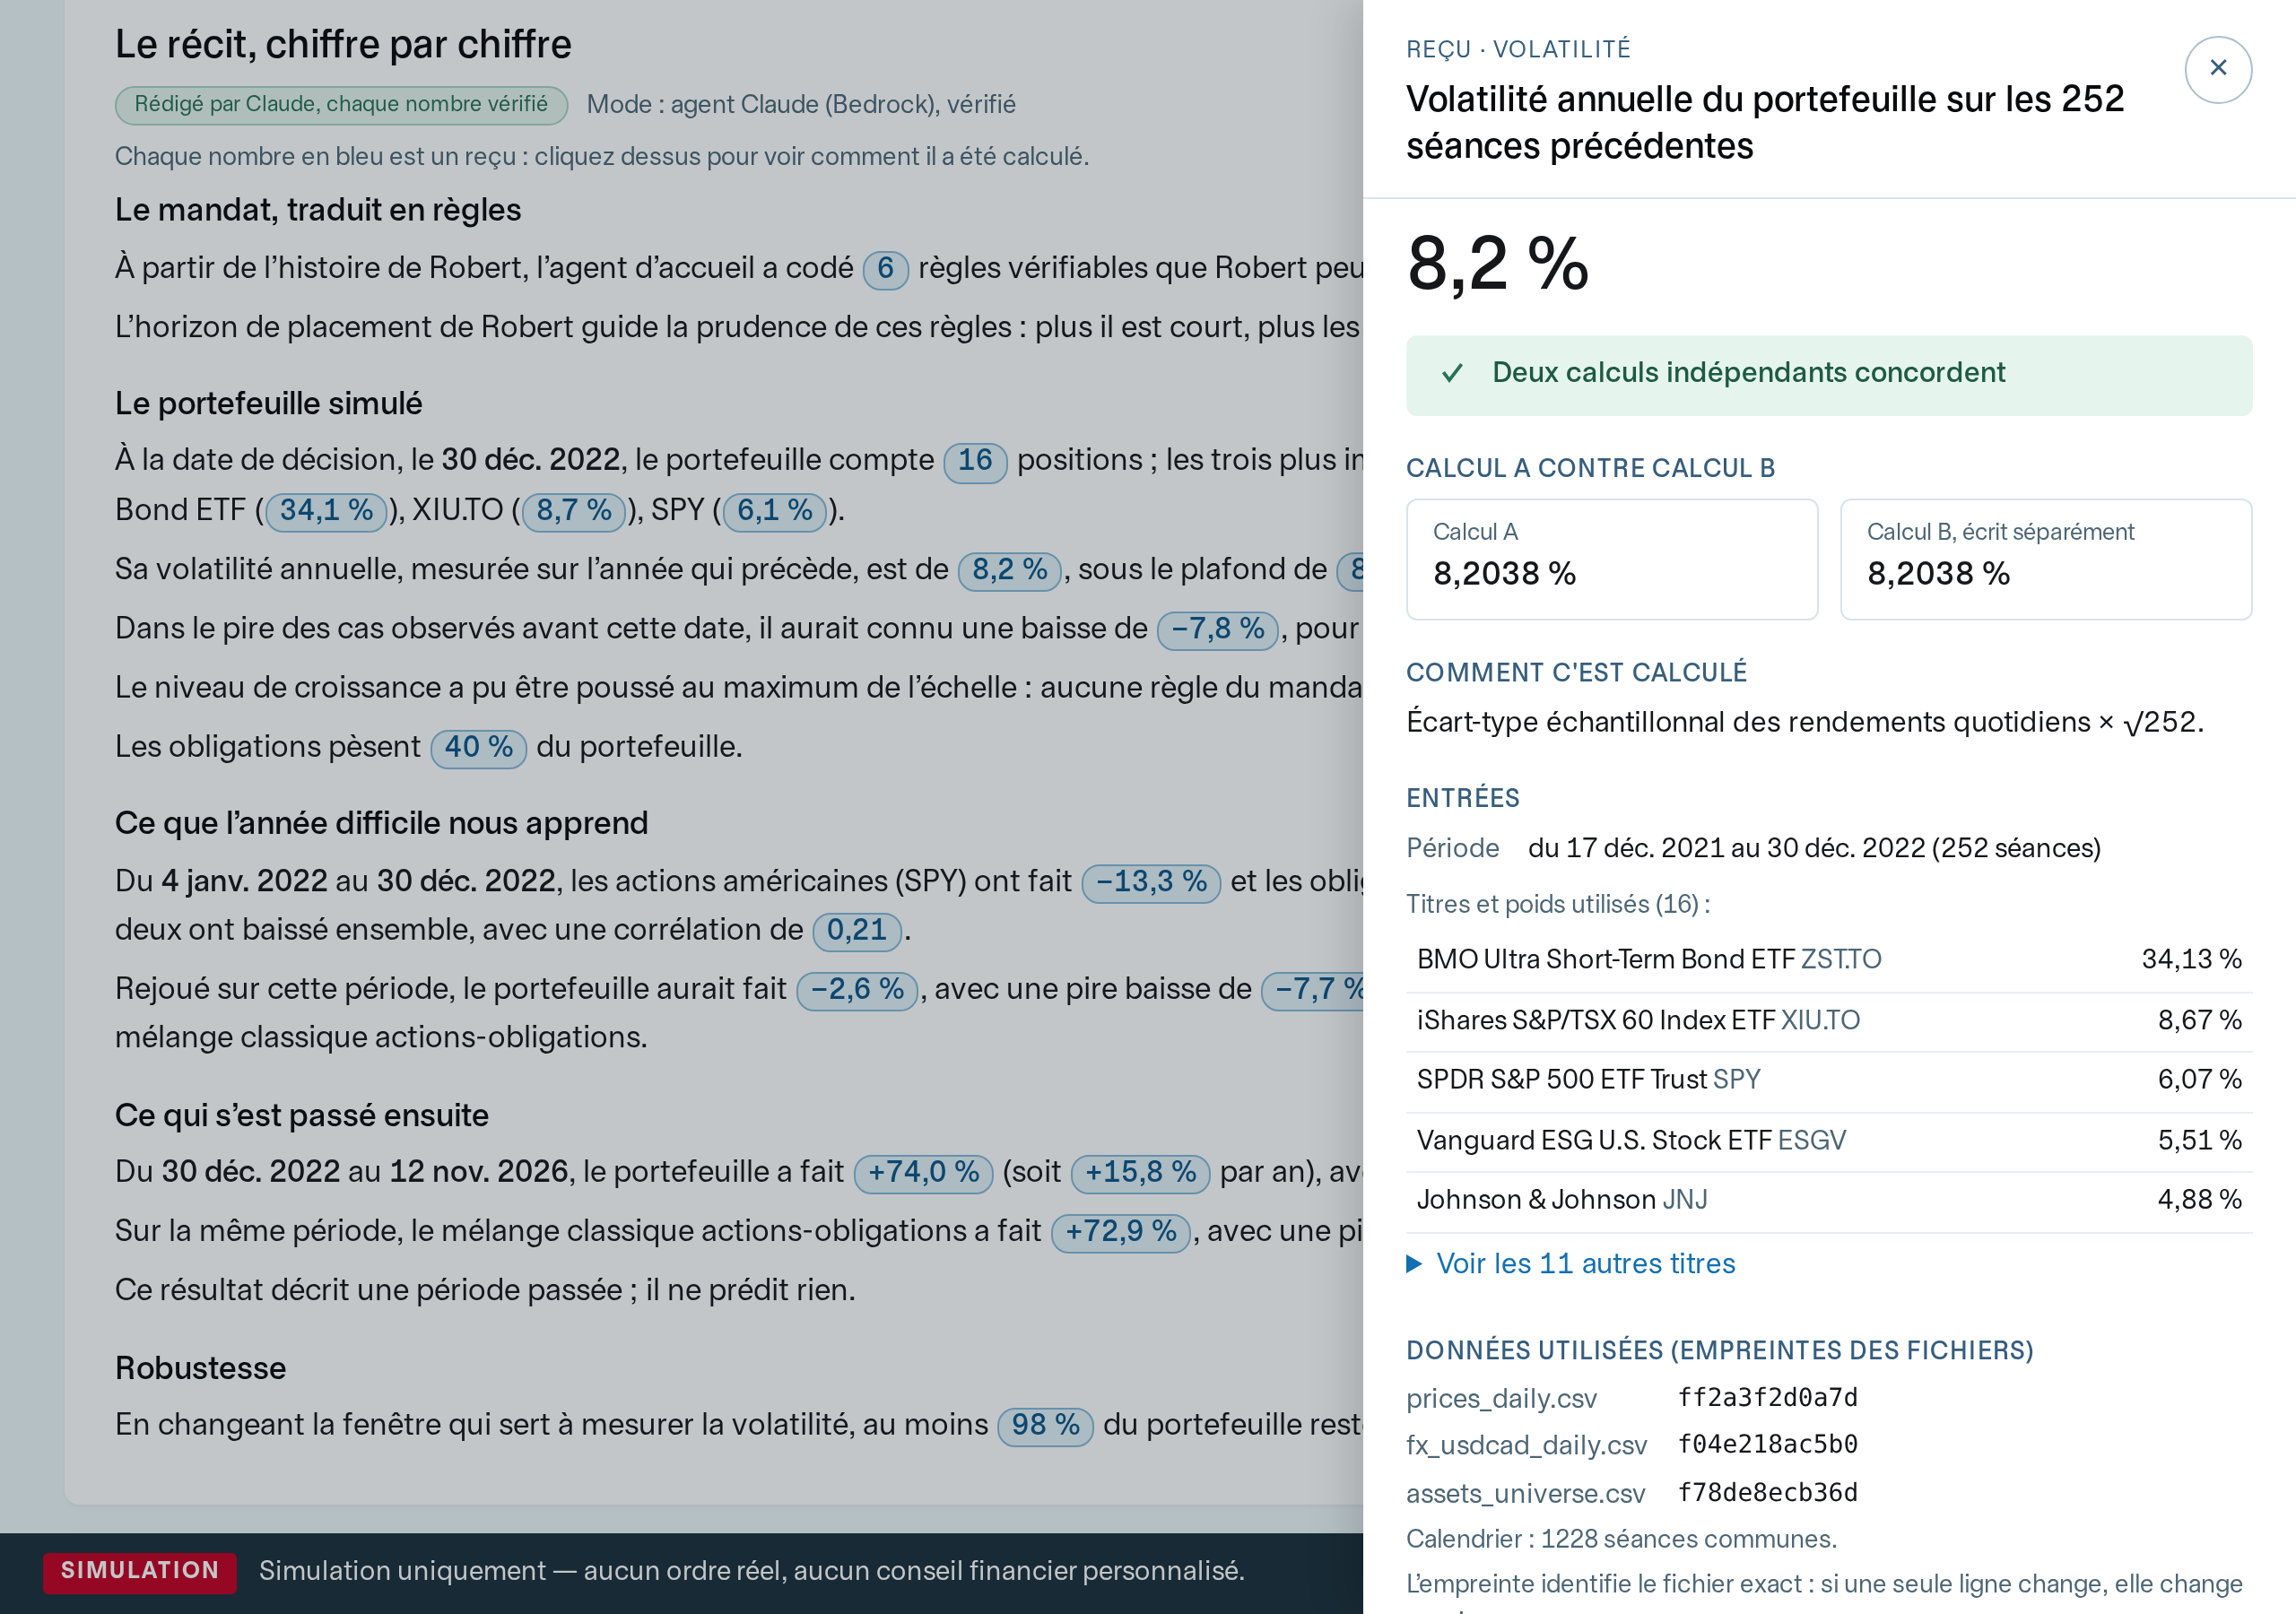 Le récit, chiffre par chiffre
Rédigé par Claude, chaque nombre vérifié Mode : agent Claude (Bedrock), vérifié
Chaque nombre en bleu est un reçu : cliquez dessus pour voir comment il a été calculé.
Le mandat, traduit en règles
À partir de l’histoire de Robert, l’agent d’accueil a codé 6 règles vérifiables que Robert peu
L’horizon de placement de Robert guide la prudence de ces règles : plus il est court, plus les
Le portefeuille simulé
À la date de décision, le 30 déc. 2022, le portefeuille compte 16 positions ; les trois plus in
Bond ETF (34,1 %), XIU.TO (8,7 %), SPY (6,1 %).
Sa volatilité annuelle, mesurée sur l’année qui précède, est de 8,2 %, sous le plafond de 8
Dans le pire des cas observés avant cette date, il aurait connu une baisse de −7,8 %, pour
Le niveau de croissance a pu être poussé au maximum de l’échelle : aucune règle du manda
Les obligations pèsent 40 % du portefeuille.
Ce que l’année difficile nous apprend
Du 4 janv. 2022 au 30 déc. 2022, les actions américaines (SPY) ont fait −13,3 % et les oblig
deux ont baissé ensemble, avec une corrélation de 0,21.
Rejoué sur cette période, le portefeuille aurait fait −2,6 %, avec une pire baisse de −7,7 %
mélange classique actions-obligations.
Ce qui s’est passé ensuite
Du 30 déc. 2022 au 12 nov. 2026, le portefeuille a fait +74,0 % (soit +15,8 % par an), av
Sur la même période, le mélange classique actions-obligations a fait +72,9 %, avec une pi
Ce résultat décrit une période passée ; il ne prédit rien.
Robustesse
En changeant la fenêtre qui sert à mesurer la volatilité, au moins 98 % du portefeuille rest
SIMULATION Simulation uniquement — aucun ordre réel, aucun conseil financier personnalisé.
REÇU · VOLATILITÉ
×
Volatilité annuelle du portefeuille sur les 252
séances précédentes
8,2 %
✓ Deux calculs indépendants concordent
CALCUL A CONTRE CALCUL B
Calcul A
8,2038 %
Calcul B, écrit séparément
8,2038 %
COMMENT C'EST CALCULÉ
Écart-type échantillonnal des rendements quotidiens × √252.
ENTRÉES
Période du 17 déc. 2021 au 30 déc. 2022 (252 séances)
Titres et poids utilisés (16) :
BMO Ultra Short-Term Bond ETF ZST.TO 34,13 %
iShares S&P/TSX 60 Index ETF XIU.TO 8,67 %
SPDR S&P 500 ETF Trust SPY 6,07 %
Vanguard ESG U.S. Stock ETF ESGV 5,51 %
Johnson & Johnson JNJ 4,88 %
▶ Voir les 11 autres titres
DONNÉES UTILISÉES (EMPREINTES DES FICHIERS)
prices_daily.csv ff2a3f2d0a7d
fx_usdcad_daily.csv f04e218ac5b0
assets_universe.csv f78de8ecb36d
Calendrier : 1228 séances communes.
L’empreinte identifie le fichier exact : si une seule ligne change, elle change